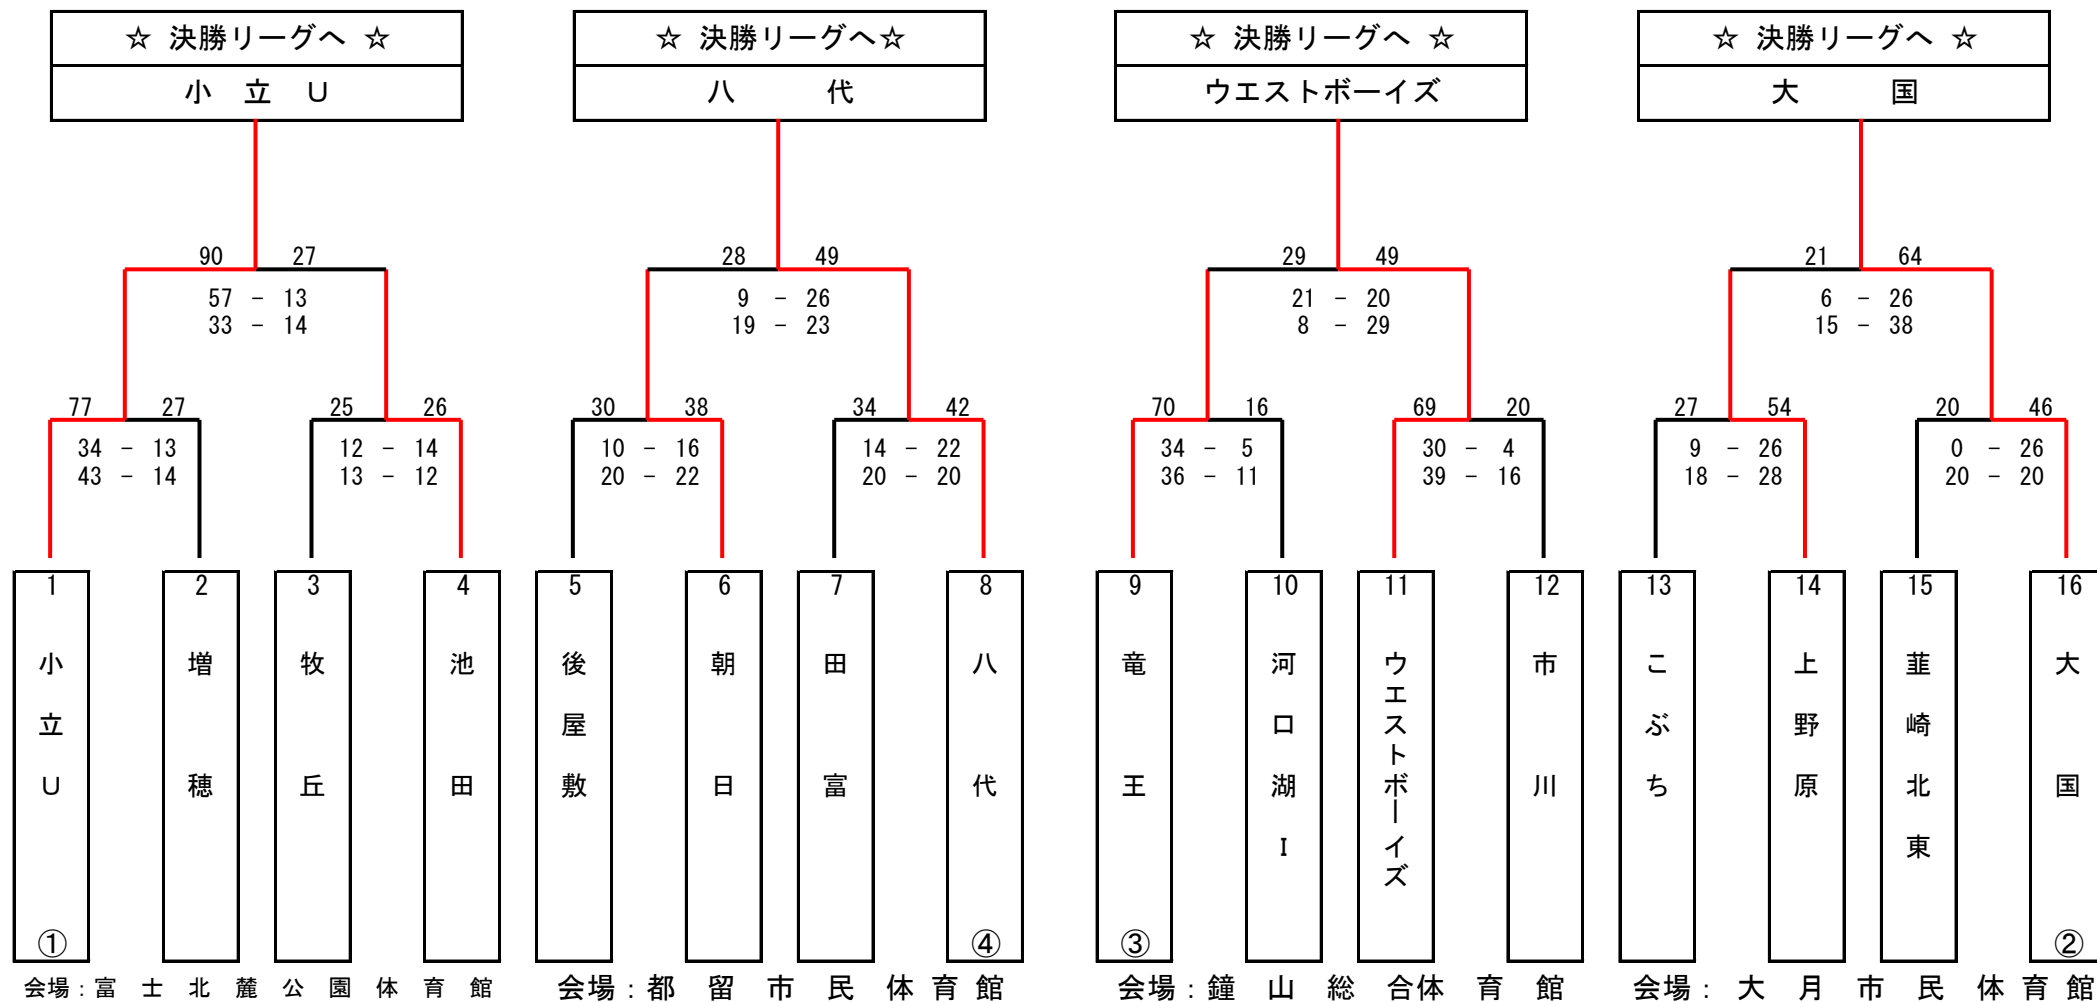 ☆ 決勝リーグへ ☆
小 立 U
☆ 決勝リーグへ☆
八 代
☆ 決勝リーグへ ☆
ウエストボーイズ
☆ 決勝リーグへ ☆
大 国
90 27
57 - 13
33 - 14
28 49
9 - 26
19 - 23
29 49
21 - 20
8 - 29
21 64
6 - 26
15 - 38
77 27
34 - 13
43 - 14
25 26
12 - 14
13 - 12
30 38
10 - 16
20 - 22
34 42
14 - 22
20 - 20
70 16
34 - 5
36 - 11
69 20
30 - 4
39 - 16
27 54
9 - 26
18 - 28
20 46
0 - 26
20 - 20
1
小立U
①
2
増穂
3
牧丘
4
池田
5
後屋敷
6
朝日
7
田富
8
八代
④
9
竜王
③
10
河口湖I
11
ウエストボーイズ
12
市川
13
こぶち
14
上野原
15
韮崎北東
16
大国
②
会場：富 士 北 麓 公 園 体 育 館
会場：都 留 市 民 体 育 館
会場：鐘 山 総 合体 育 館
会場： 大 月 市 民 体 育 館